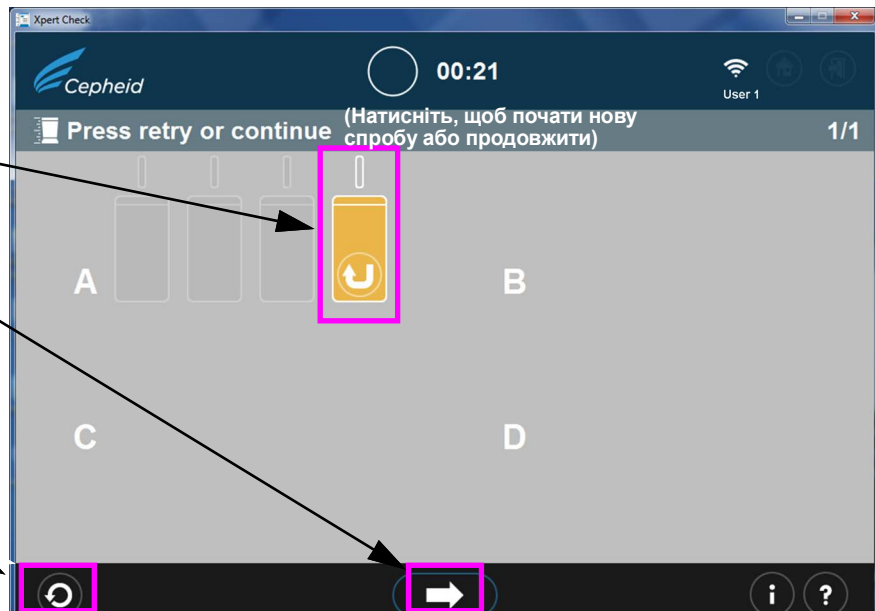 Xpert Check
Cepheid
00:21
User 1
Press retry or continue
(Натисніть, щоб почати нову
спробу або продовжити)
1/1
A
B
C
D
i
?